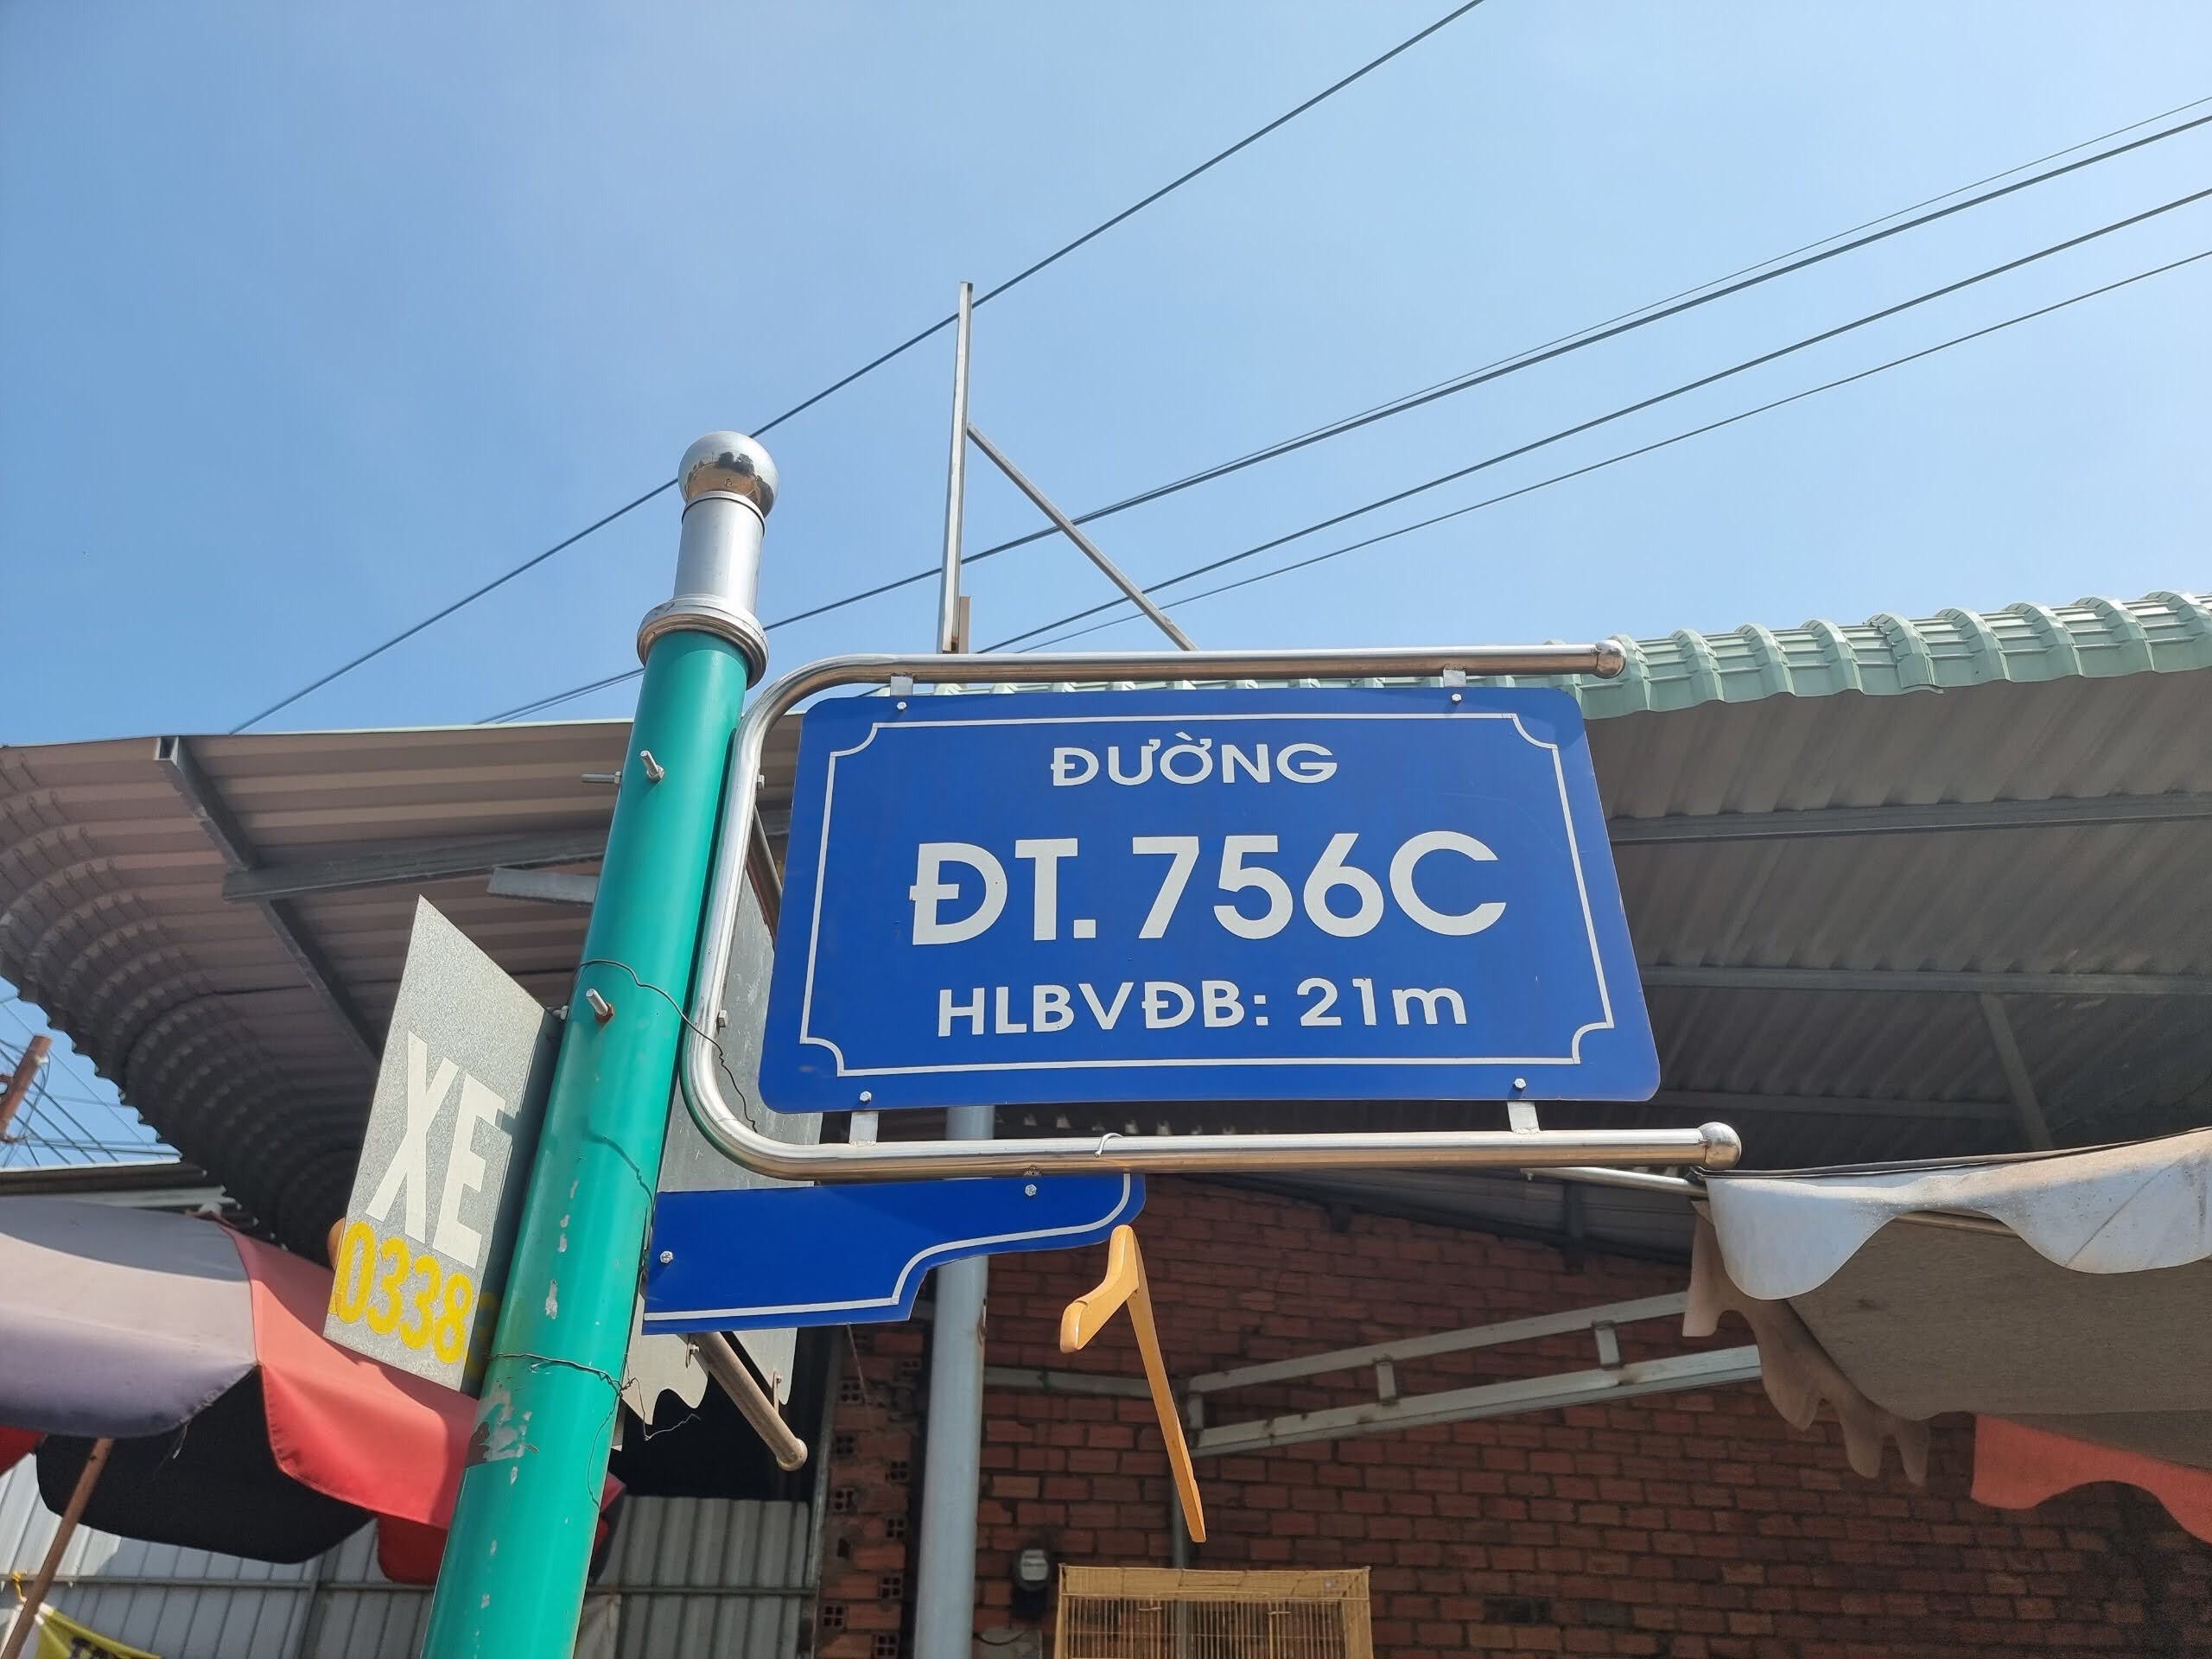 ĐƯỜNG
ĐT. 756C
HLBVĐB: 21m
XE
0338